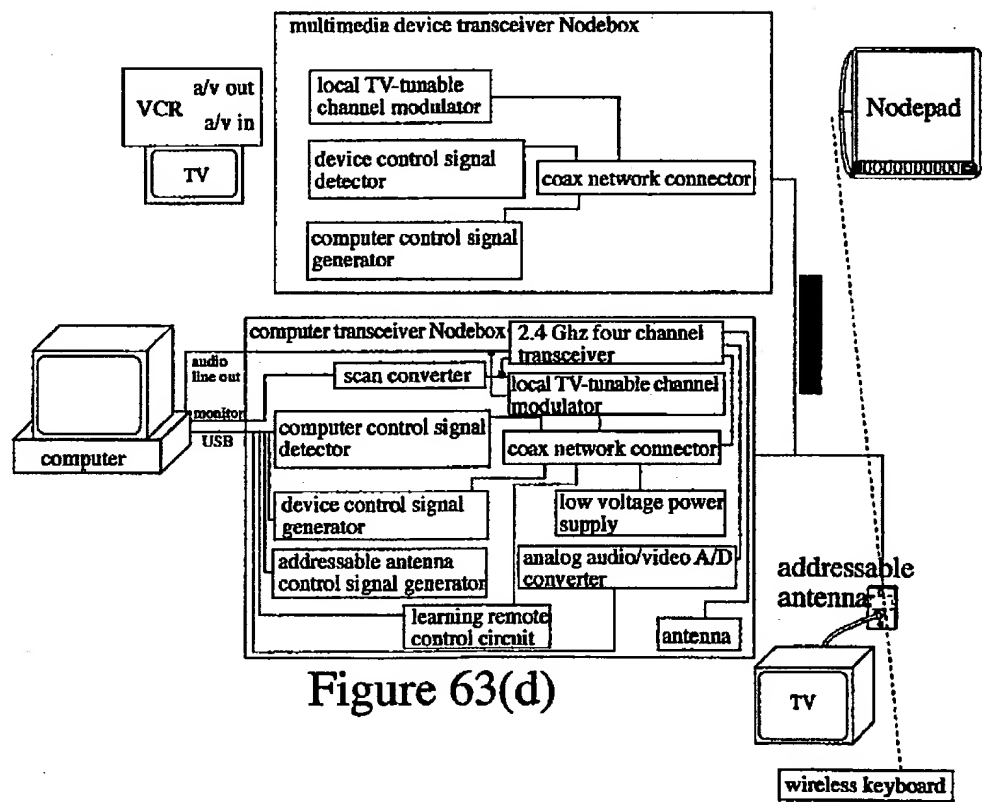 multimedia device transceiver Nodebox
VCR
a/v out
a/v in
TV
local TV-tunable
channel modulator
device control signal
detector
coax network connector
computer control signal
generator
Nodepad
computer transceiver Nodebox
2.4 Ghz four channel
transceiver
audio
line out
scan converter
local TV-tunable channel
modulator
monitor
USB
computer
computer control signal
detector
coax network connector
device control signal
generator
low voltage power
supply
addressable antenna
control signal generator
analog audio/video A/D
converter
learning remote
control circuit
antenna
addressable
antenna
TV
wireless keyboard
Figure 63(d)